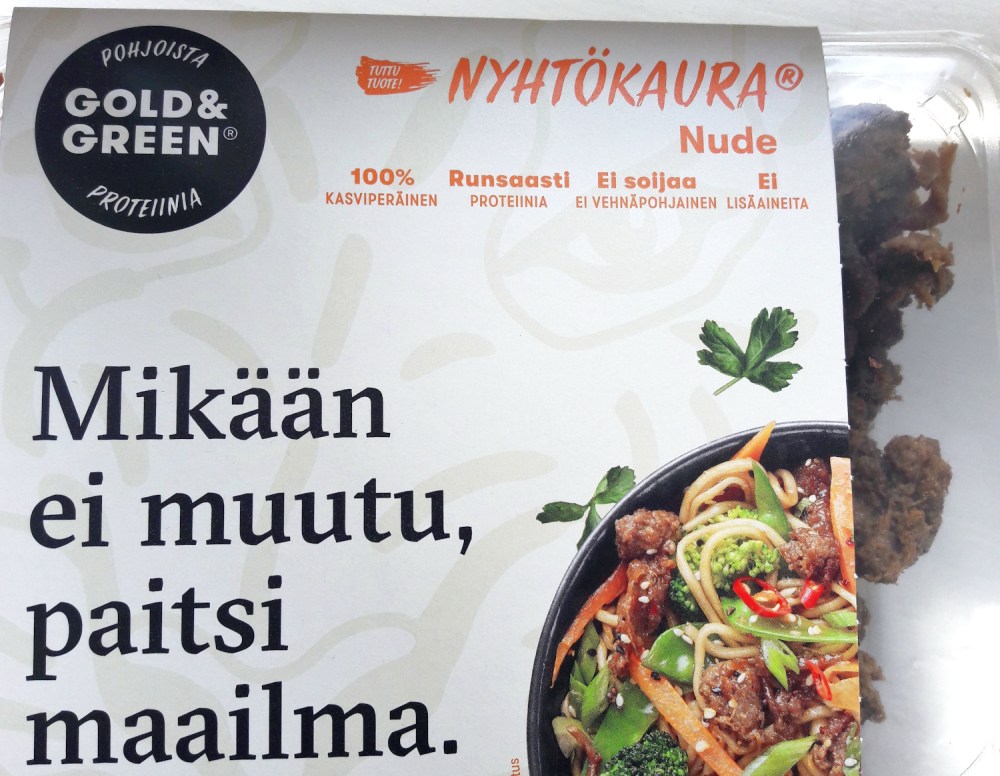 POHJOISTA
GOLD&
GREEN®
PROTEIINIA
TUTTU
TUOTE!
NYHTÖKAURA®
Nude
100%
KASVIPERÄINEN
Runsaasti
PROTEIINIA
Ei soijaa
EI VEHNÄPOHJAINEN
Ei
LISÄAINEITA
Mikään
ei muutu,
paitsi
maailma.